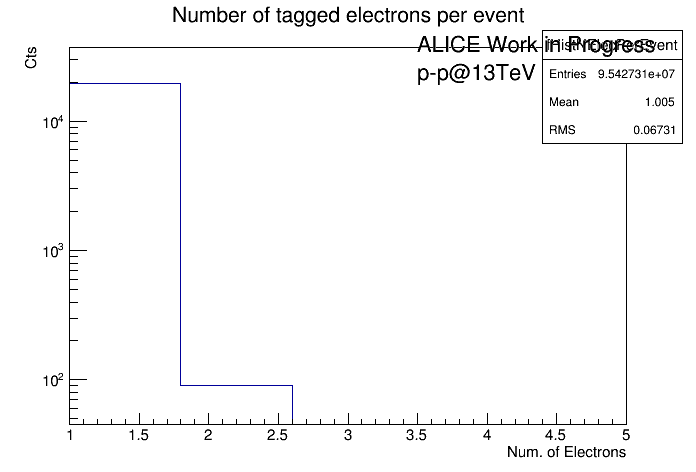 Number of tagged electrons per event
ALICE Work in Progress
p-p@13TeV
Entries 9.542731e+07
Mean 1.005
RMS 0.06731
Cts
10⁴
10³
10²
1 1.5 2 2.5 3 3.5 4 4.5 5
Num. of Electrons